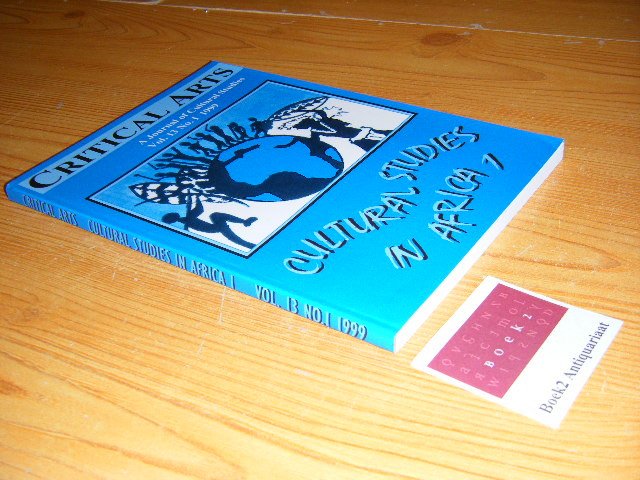 CRITICAL ARTS
A Journal of Cultural Studies
Vol. 13 No.1 1999
CULTURAL STUDIES
IN AFRICA 1
CRITICAL ARTS CULTURAL STUDIES IN AFRICA 1 VOL. 13 NO.1 1999
BOEK2
Boek2 Antiquariaat